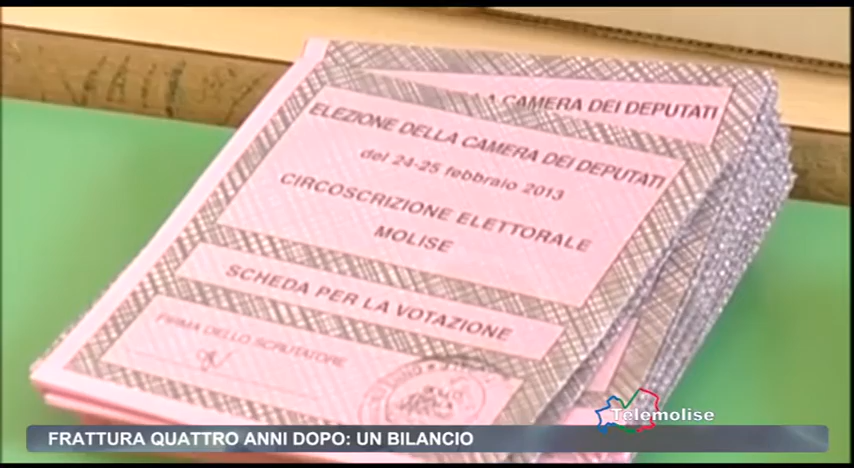 CAMERA DEI DEPUTATI
ELEZIONE DELLA CAMERA DEI DEPUTATI
del 24-25 febbraio 2013
CIRCOSCRIZIONE ELETTORALE
MOLISE
SCHEDA PER LA VOTAZIONE
FIRMA DELLO SCRUTATORE
Telemolise
FRATTURA QUATTRO ANNI DOPO: UN BILANCIO